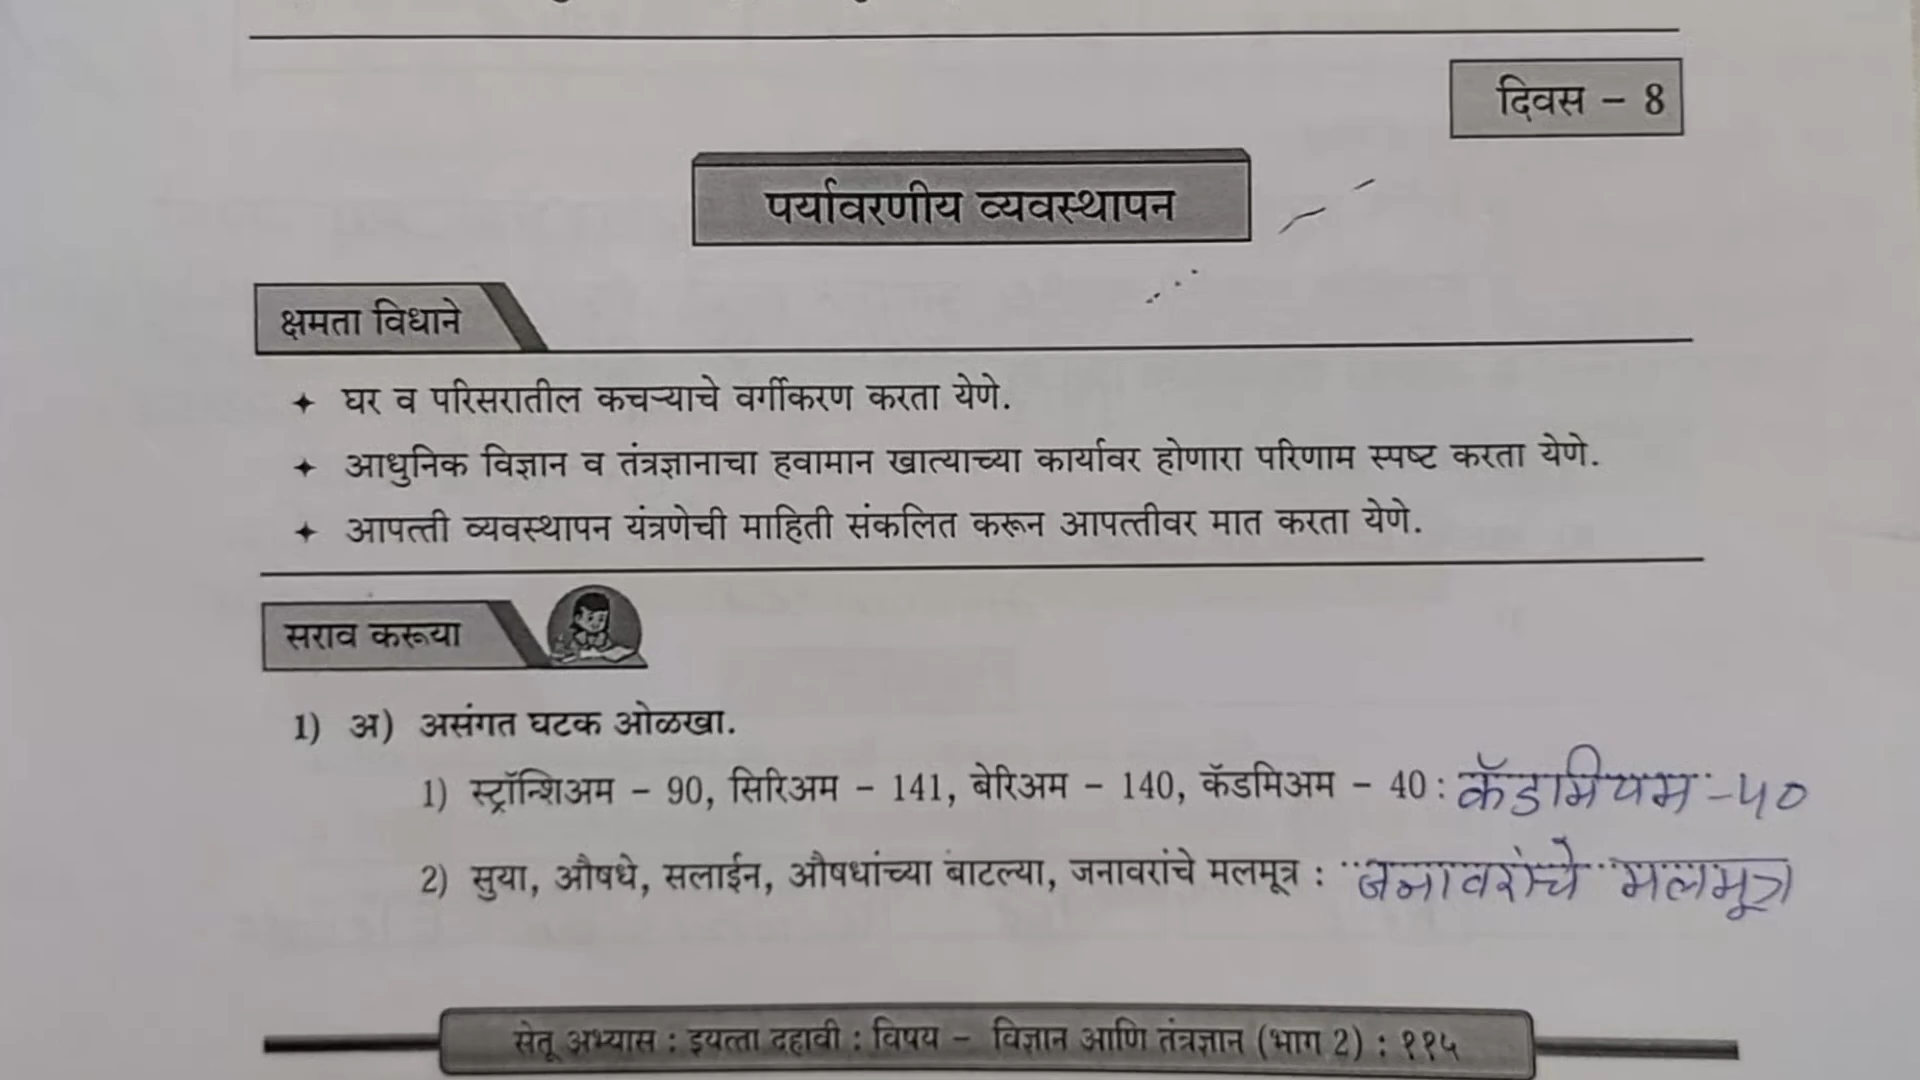 दिवस – 8
पर्यावरणीय व्यवस्थापन
क्षमता विधाने
✦ घर व परिसरातील कचऱ्याचे वर्गीकरण करता येणे.
✦ आधुनिक विज्ञान व तंत्रज्ञानाचा हवामान खात्याच्या कार्यावर होणारा परिणाम स्पष्ट करता येणे.
✦ आपत्ती व्यवस्थापन यंत्रणेची माहिती संकलित करून आपत्तीवर मात करता येणे.
सराव करूया
1) अ) असंगत घटक ओळखा.
1) स्ट्रॉन्शिअम – 90, सिरिअम – 141, बेरिअम – 140, कॅडमिअम – 40 : कॅडमियम - ५०
2) सुया, औषधे, सलाईन, औषधांच्या बाटल्या, जनावरांचे मलमूत्र : जनावरांचे मलमूत्र
सेतू अभ्यास : इयत्ता दहावी : विषय – विज्ञान आणि तंत्रज्ञान (भाग 2) : ११५